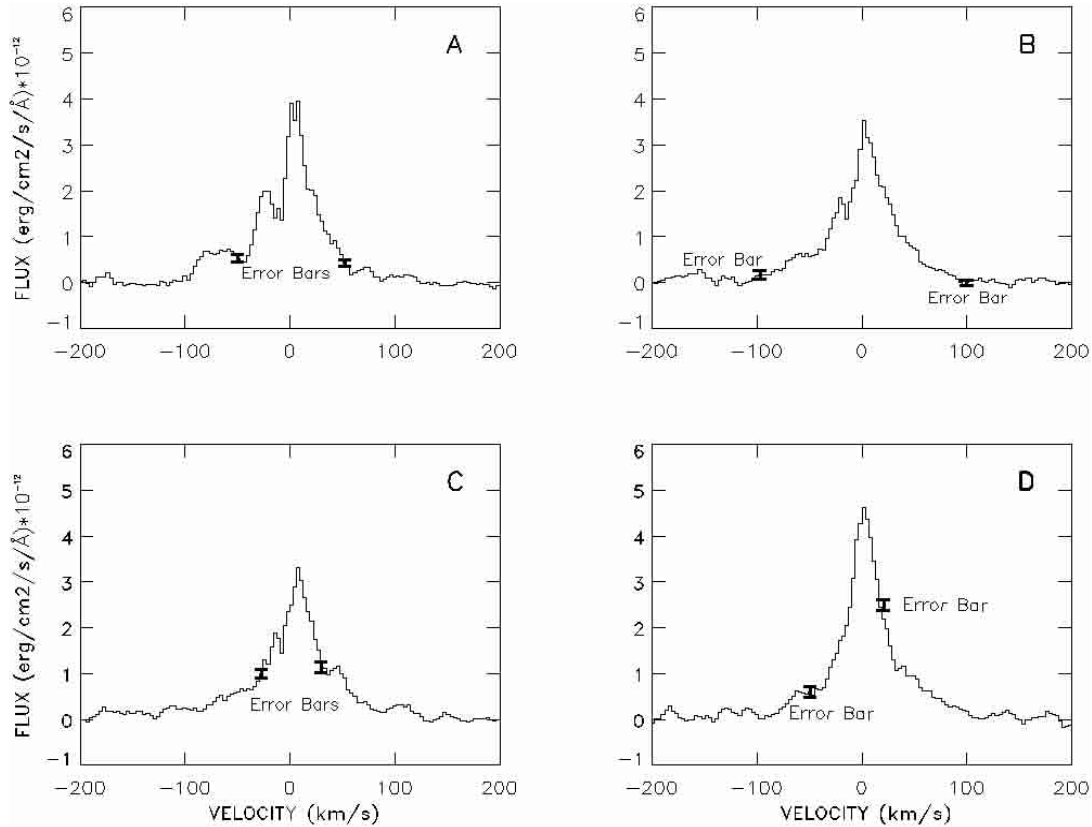 A
FLUX (erg/cm2/s/Å)*10⁻¹²
6
5
4
3
2
1
0
−1
Error Bars
−200 −100 0 100 200
B
6
5
4
3
2
1
0
−1
Error Bar
Error Bar
−200 −100 0 100 200
C
FLUX (erg/cm2/s/Å)*10⁻¹²
6
5
4
3
2
1
0
−1
Error Bars
−200 −100 0 100 200
VELOCITY (km/s)
D
6
5
4
3
2
1
0
−1
Error Bar
Error Bar
−200 −100 0 100 200
VELOCITY (km/s)